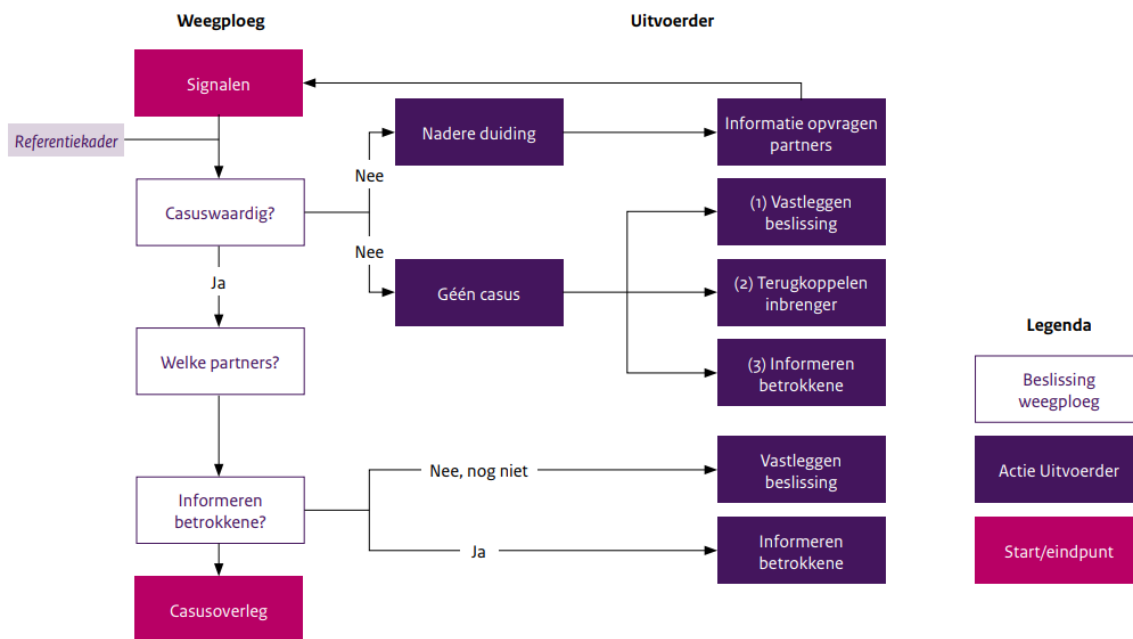 Weegploeg
Uitvoerder
Signalen
Referentiekader
Nadere duiding
Informatie opvragen
partners
Nee
Casuswaardig?
(1) Vastleggen
beslissing
Nee
Ja
Géén casus
(2) Terugkoppelen
inbrenger
Welke partners?
(3) Informeren
betrokkene
Legenda
Beslissing
weegploeg
Nee, nog niet
Vastleggen
beslissing
Actie Uitvoerder
Informeren
betrokkene?
Ja
Informeren
betrokkene
Start/eindpunt
Casusoverleg